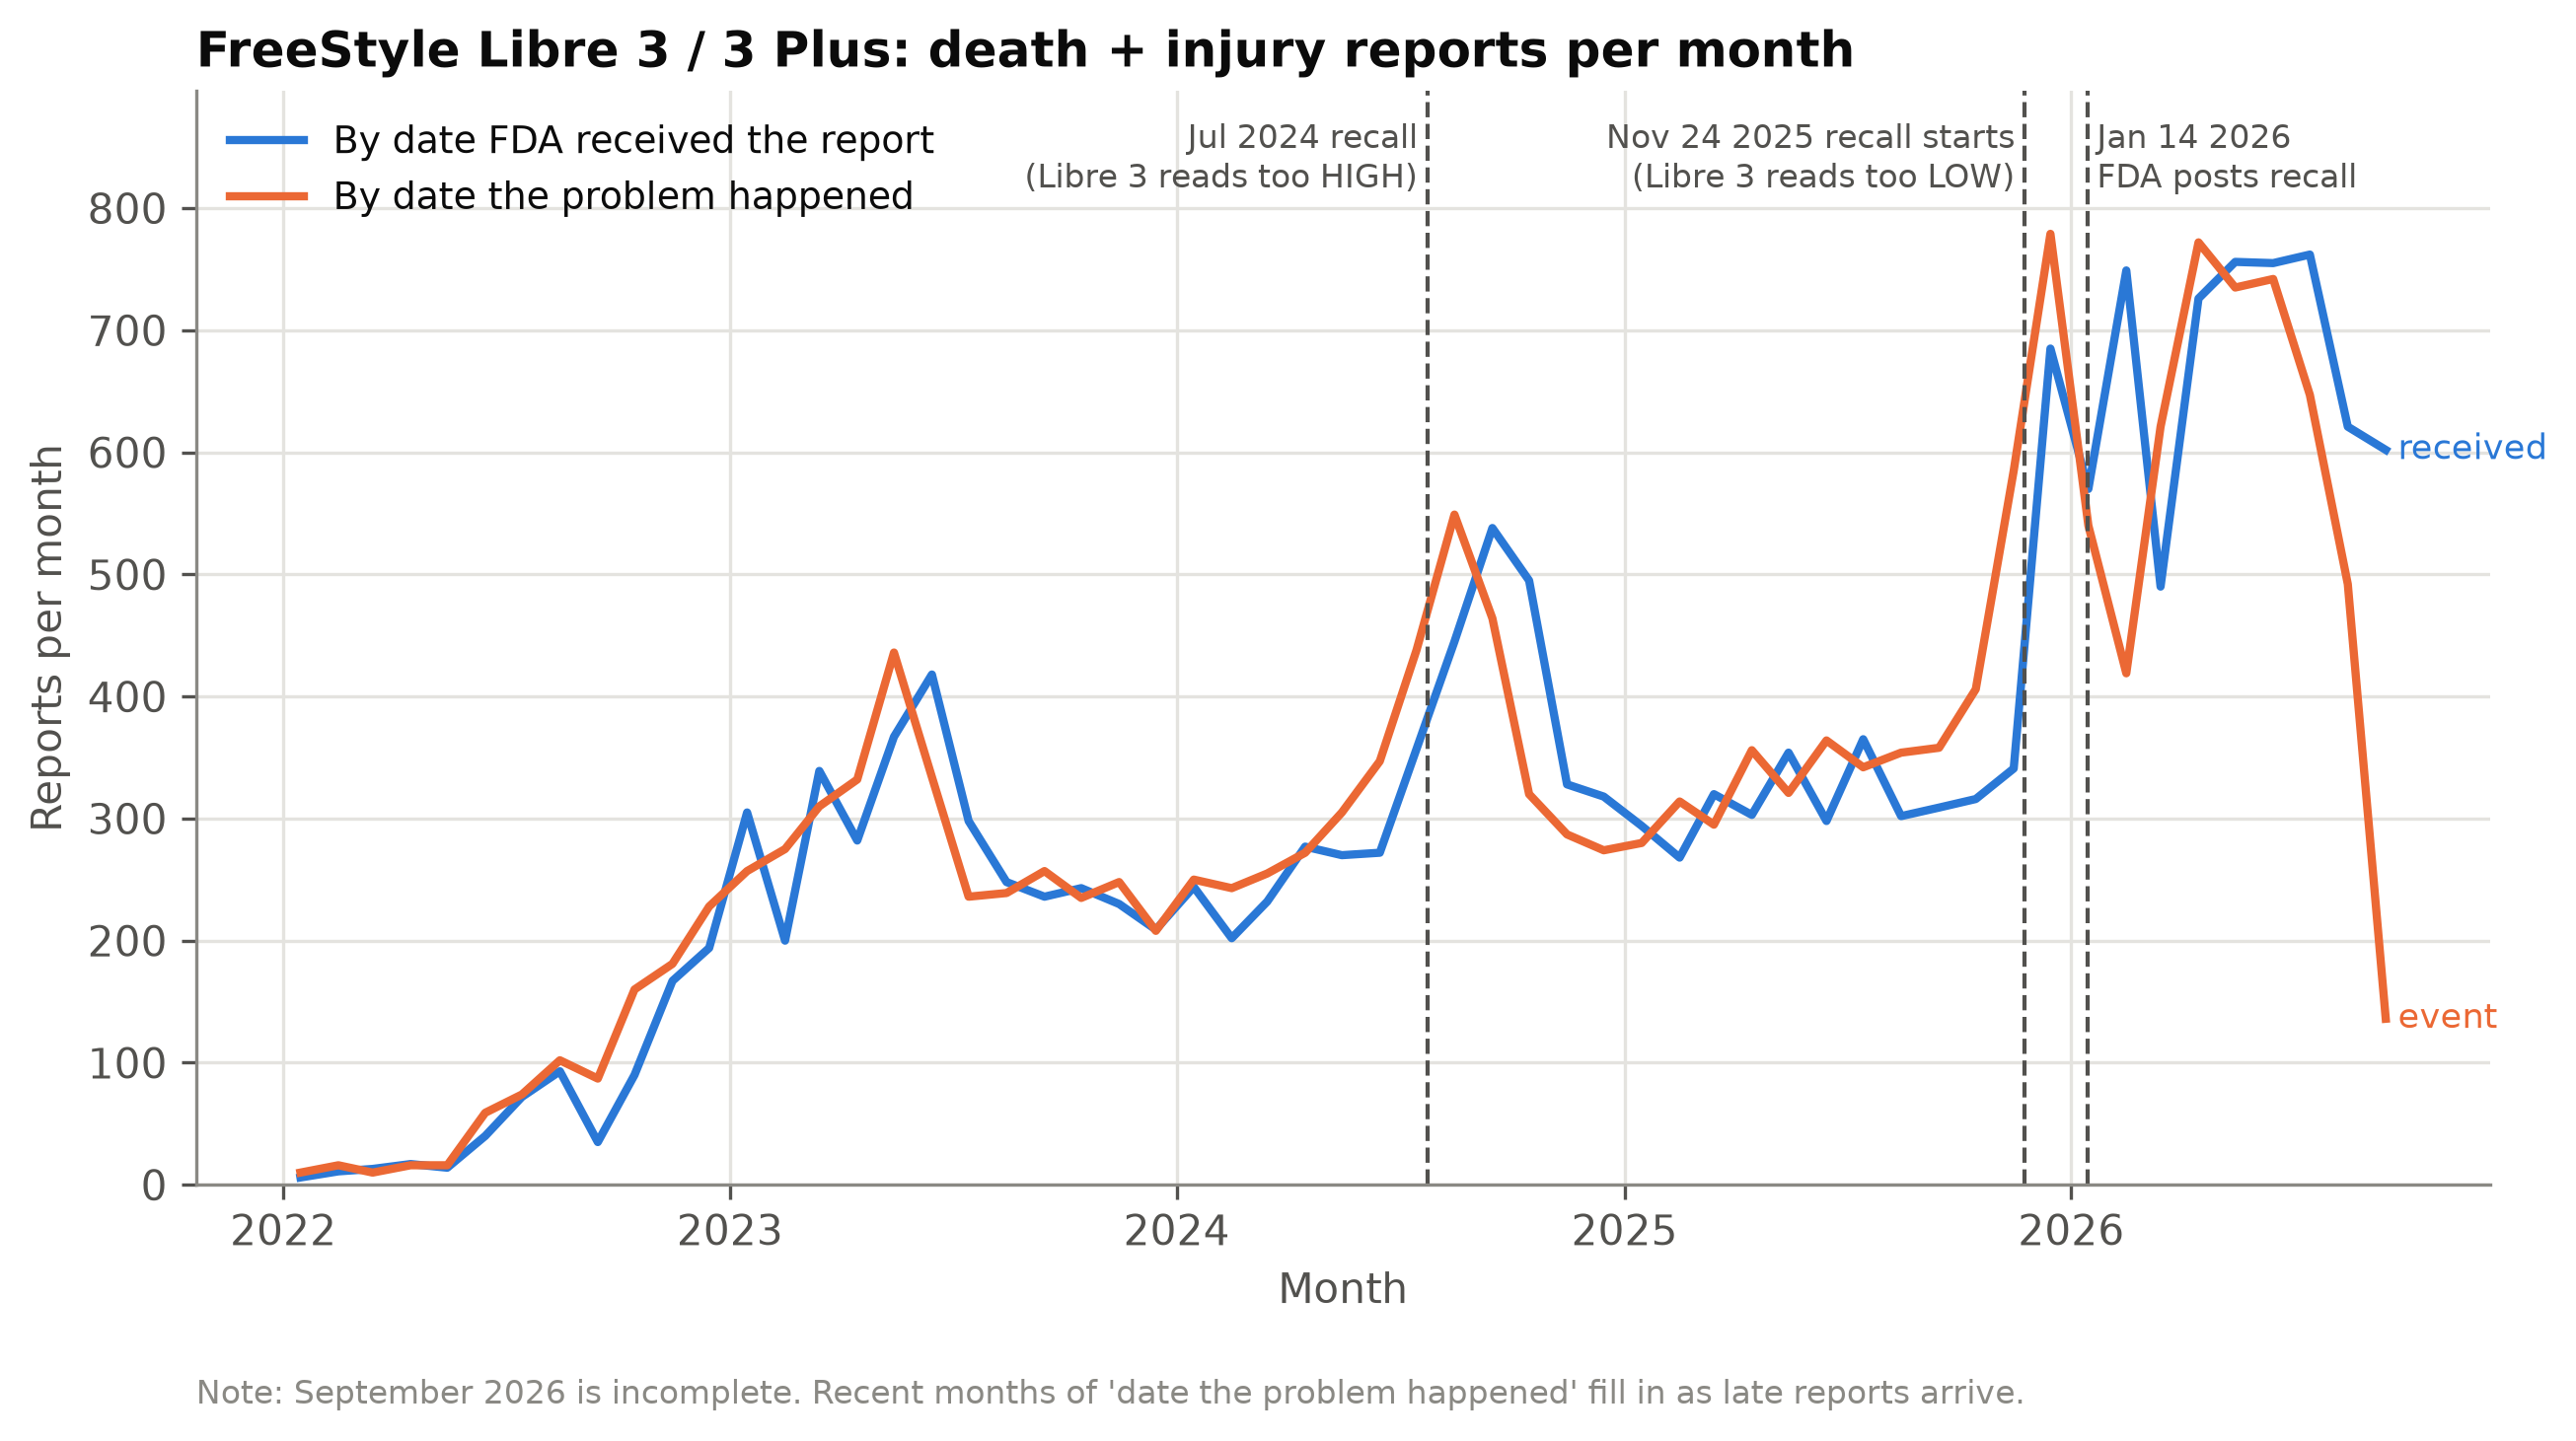 FreeStyle Libre 3 / 3 Plus: death + injury reports per month
By date FDA received the report
By date the problem happened
Jul 2024 recall
(Libre 3 reads too HIGH)
Nov 24 2025 recall starts
(Libre 3 reads too LOW)
Jan 14 2026
FDA posts recall
Reports per month
800
700
600
500
400
300
200
100
0
received
event
2022
2023
2024
2025
2026
Month
Note: September 2026 is incomplete. Recent months of 'date the problem happened' fill in as late reports arrive.